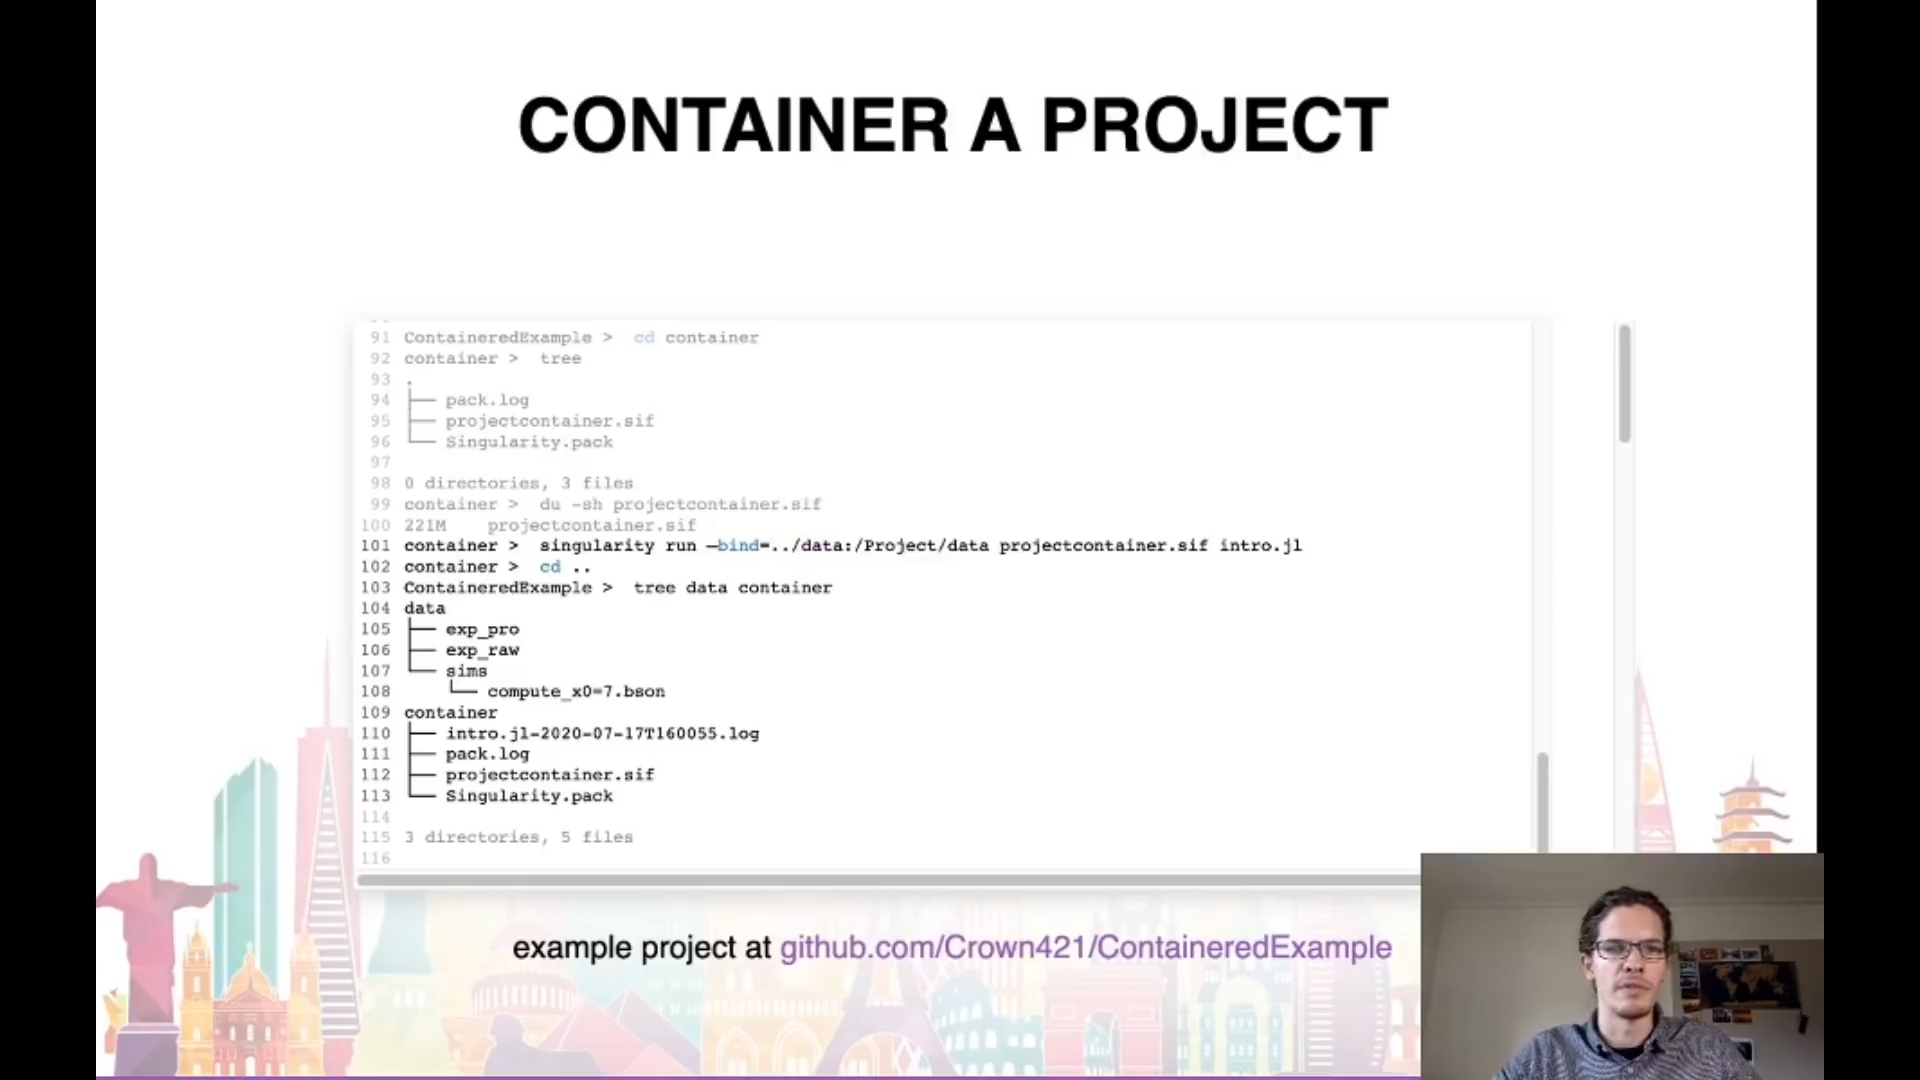 CONTAINER A PROJECT
91 ContaineredExample > cd container
92 container > tree
93 .
94 ├── pack.log
95 ├── projectcontainer.sif
96 └── Singularity.pack
97
98 0 directories, 3 files
99 container > du -sh projectcontainer.sif
100 221M projectcontainer.sif
101 container > singularity run —bind=../data:/Project/data projectcontainer.sif intro.jl
102 container > cd ..
103 ContaineredExample > tree data container
104 data
105 ├── exp_pro
106 ├── exp_raw
107 └── sims
108 └── compute_x0=7.bson
109 container
110 ├── intro.jl-2020-07-17T160055.log
111 ├── pack.log
112 ├── projectcontainer.sif
113 └── Singularity.pack
114
115 3 directories, 5 files
116
example project at github.com/Crown421/ContaineredExample